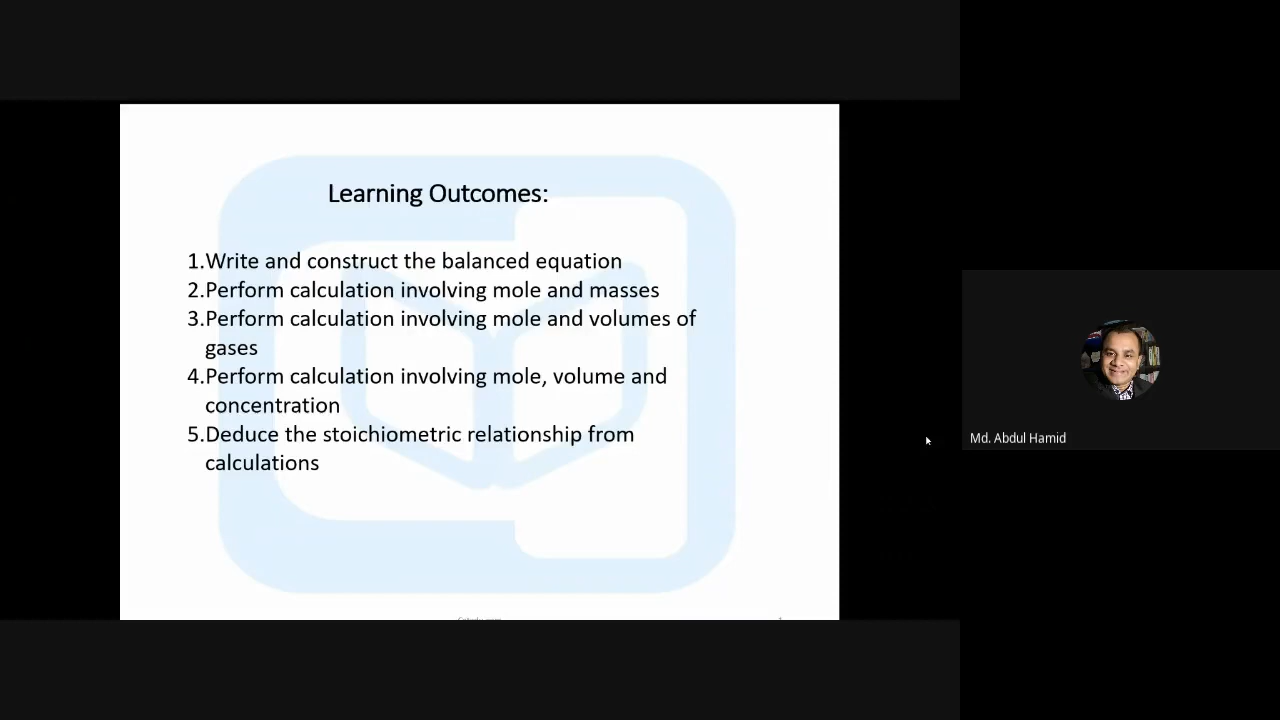 Learning Outcomes:
1.Write and construct the balanced equation
2.Perform calculation involving mole and masses
3.Perform calculation involving mole and volumes of
gases
4.Perform calculation involving mole, volume and
concentration
5.Deduce the stoichiometric relationship from
calculations
Md. Abdul Hamid